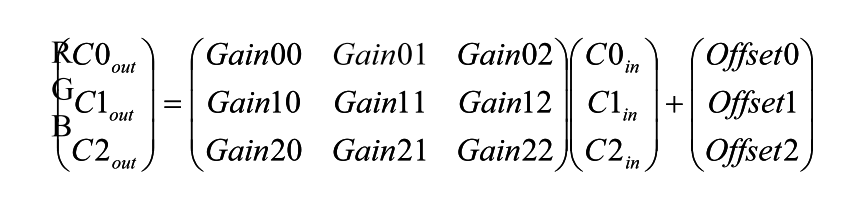 R C0out Gain00 Gain01 Gain02 C0in Offset0
G C1out = Gain10 Gain11 Gain12 C1in + Offset1
B C2out Gain20 Gain21 Gain22 C2in Offset2